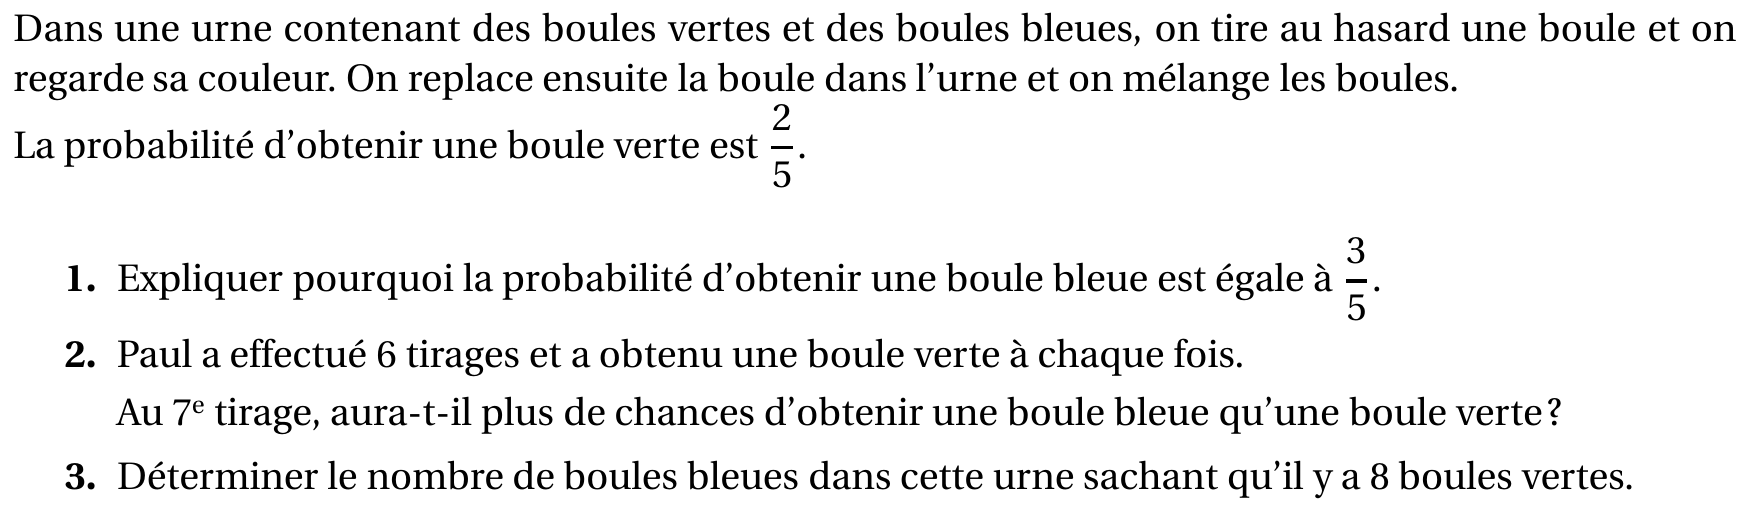 Dans une urne contenant des boules vertes et des boules bleues, on tire au hasard une boule et on
regarde sa couleur. On replace ensuite la boule dans l’urne et on mélange les boules.
La probabilité d’obtenir une boule verte est 2/5.
1. Expliquer pourquoi la probabilité d’obtenir une boule bleue est égale à 3/5.
2. Paul a effectué 6 tirages et a obtenu une boule verte à chaque fois.
Au 7e tirage, aura-t-il plus de chances d’obtenir une boule bleue qu’une boule verte ?
3. Déterminer le nombre de boules bleues dans cette urne sachant qu’il y a 8 boules vertes.